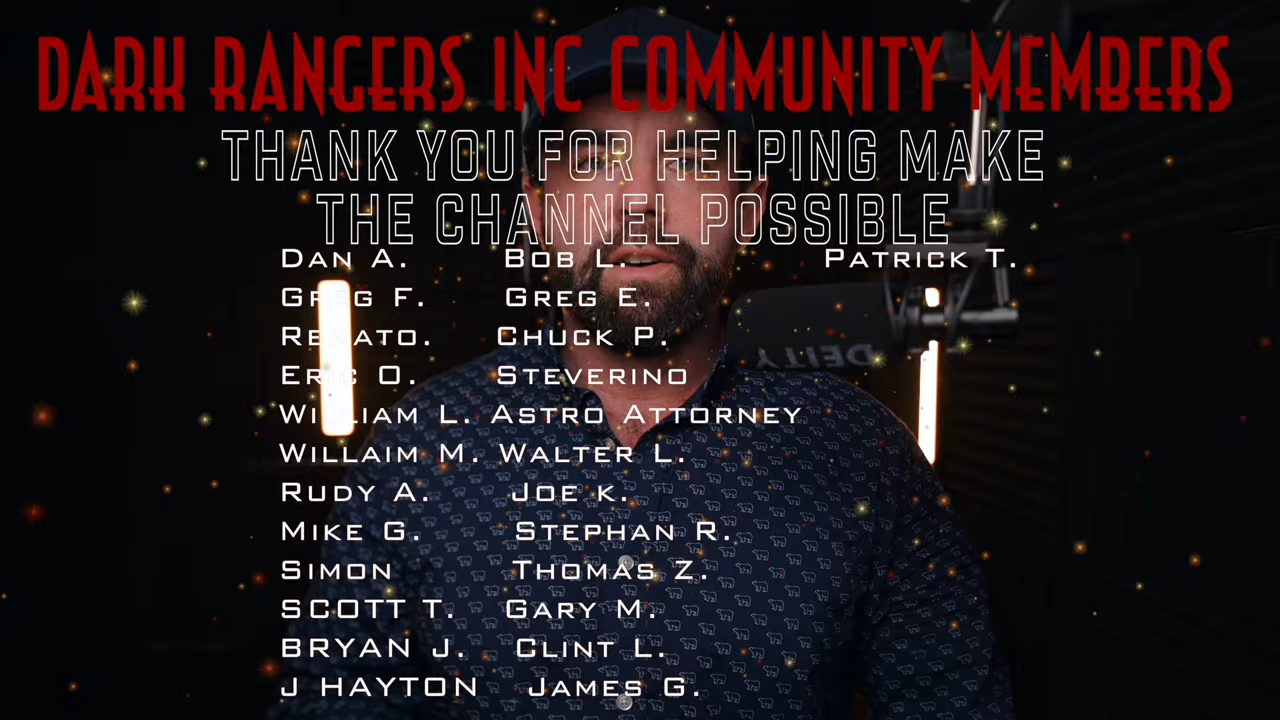 DARK RANGERS INC COMMUNITY MEMBERS
THANK YOU FOR HELPING MAKE
THE CHANNEL POSSIBLE
DAN A. BOB L. PATRICK T.
GREG F. GREG E.
RENATO. CHUCK P.
ERIC O. STEVERINO
WILLIAM L. ASTRO ATTORNEY
WILLAIM M. WALTER L.
RUDY A. JOE K.
MIKE G. STEPHAN R.
SIMON THOMAS Z.
SCOTT T. GARY M.
BRYAN J. CLINT L.
J HAYTON JAMES G.
DEITY